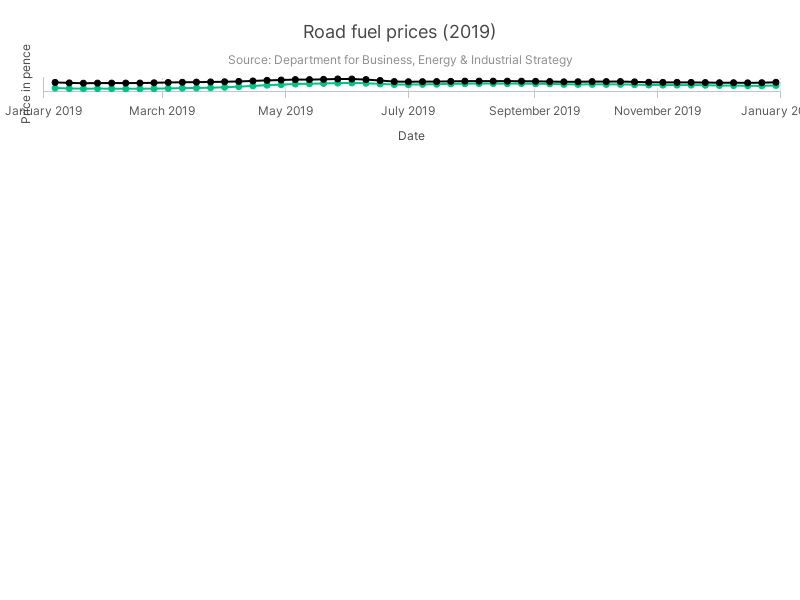 Road fuel prices (2019)
Source: Department for Business, Energy & Industrial Strategy
Price in pence
January 2019 March 2019 May 2019 July 2019 September 2019 November 2019 January
Date